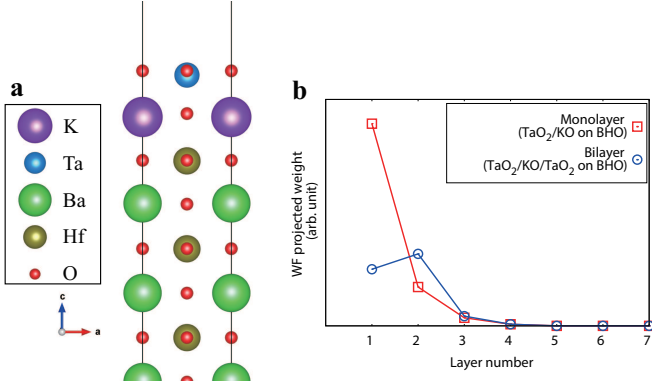 a
K
Ta
Ba
Hf
O
c
a
b
Monolayer
(TaO₂/KO on BHO)
Bilayer
(TaO₂/KO/TaO₂ on BHO)
WF projected weight
(arb. unit)
1 2 3 4 5 6 7
Layer number